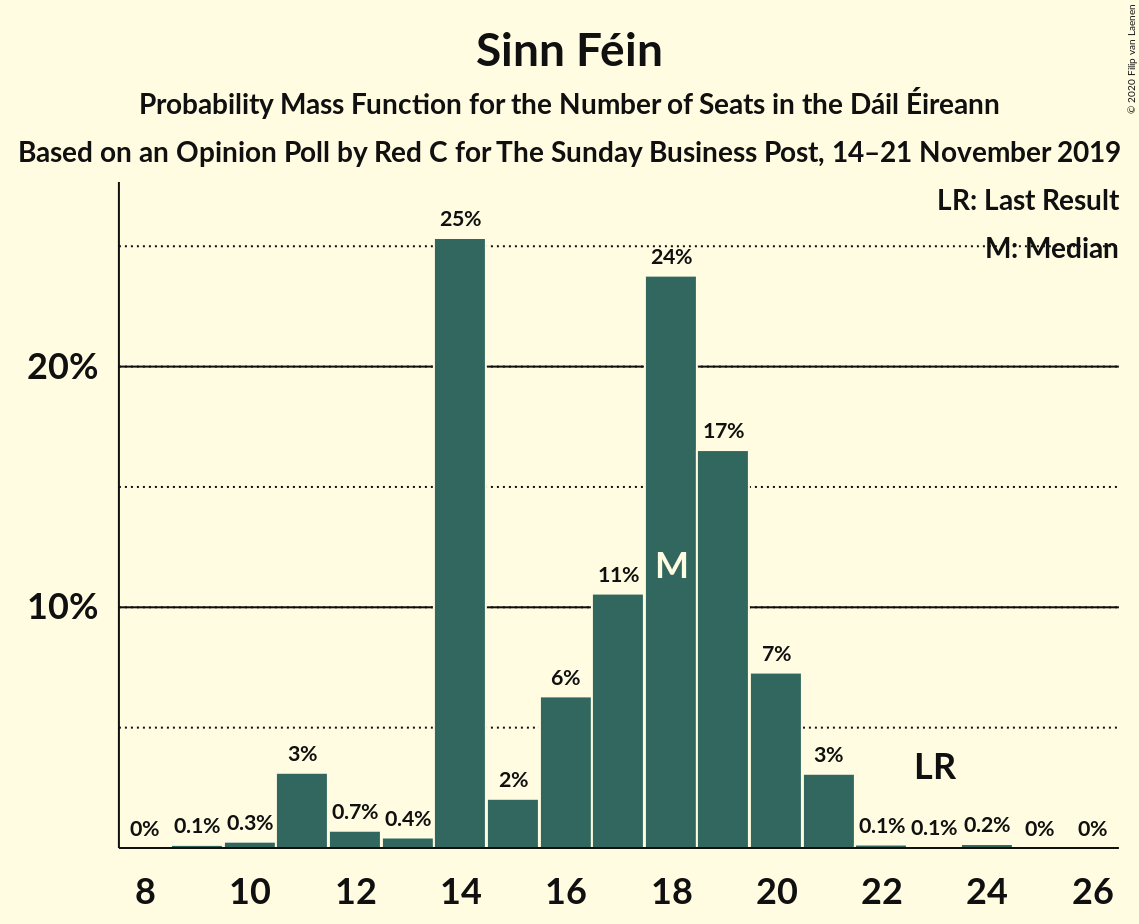 Sinn Féin
Probability Mass Function for the Number of Seats in the Dáil Éireann
Based on an Opinion Poll by Red C for The Sunday Business Post, 14–21 November 2019
© 2020 Filip van Laenen
LR: Last Result
M: Median
20%
10%
0%
0.1%
0.3%
3%
0.7%
0.4%
25%
2%
6%
11%
24%
17%
7%
3%
0.1%
0.1%
0.2%
0%
0%
M
LR
8 10 12 14 16 18 20 22 24 26